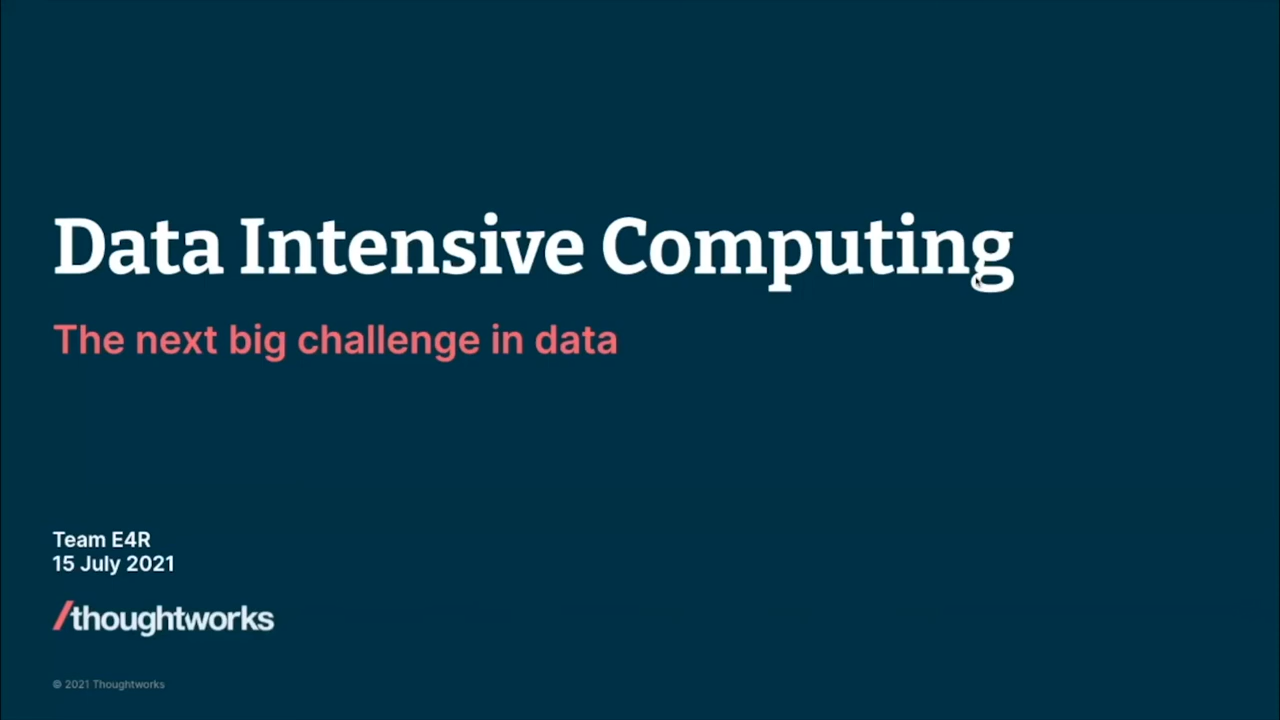 Data Intensive Computing
The next big challenge in data
Team E4R
15 July 2021
/thoughtworks
© 2021 Thoughtworks